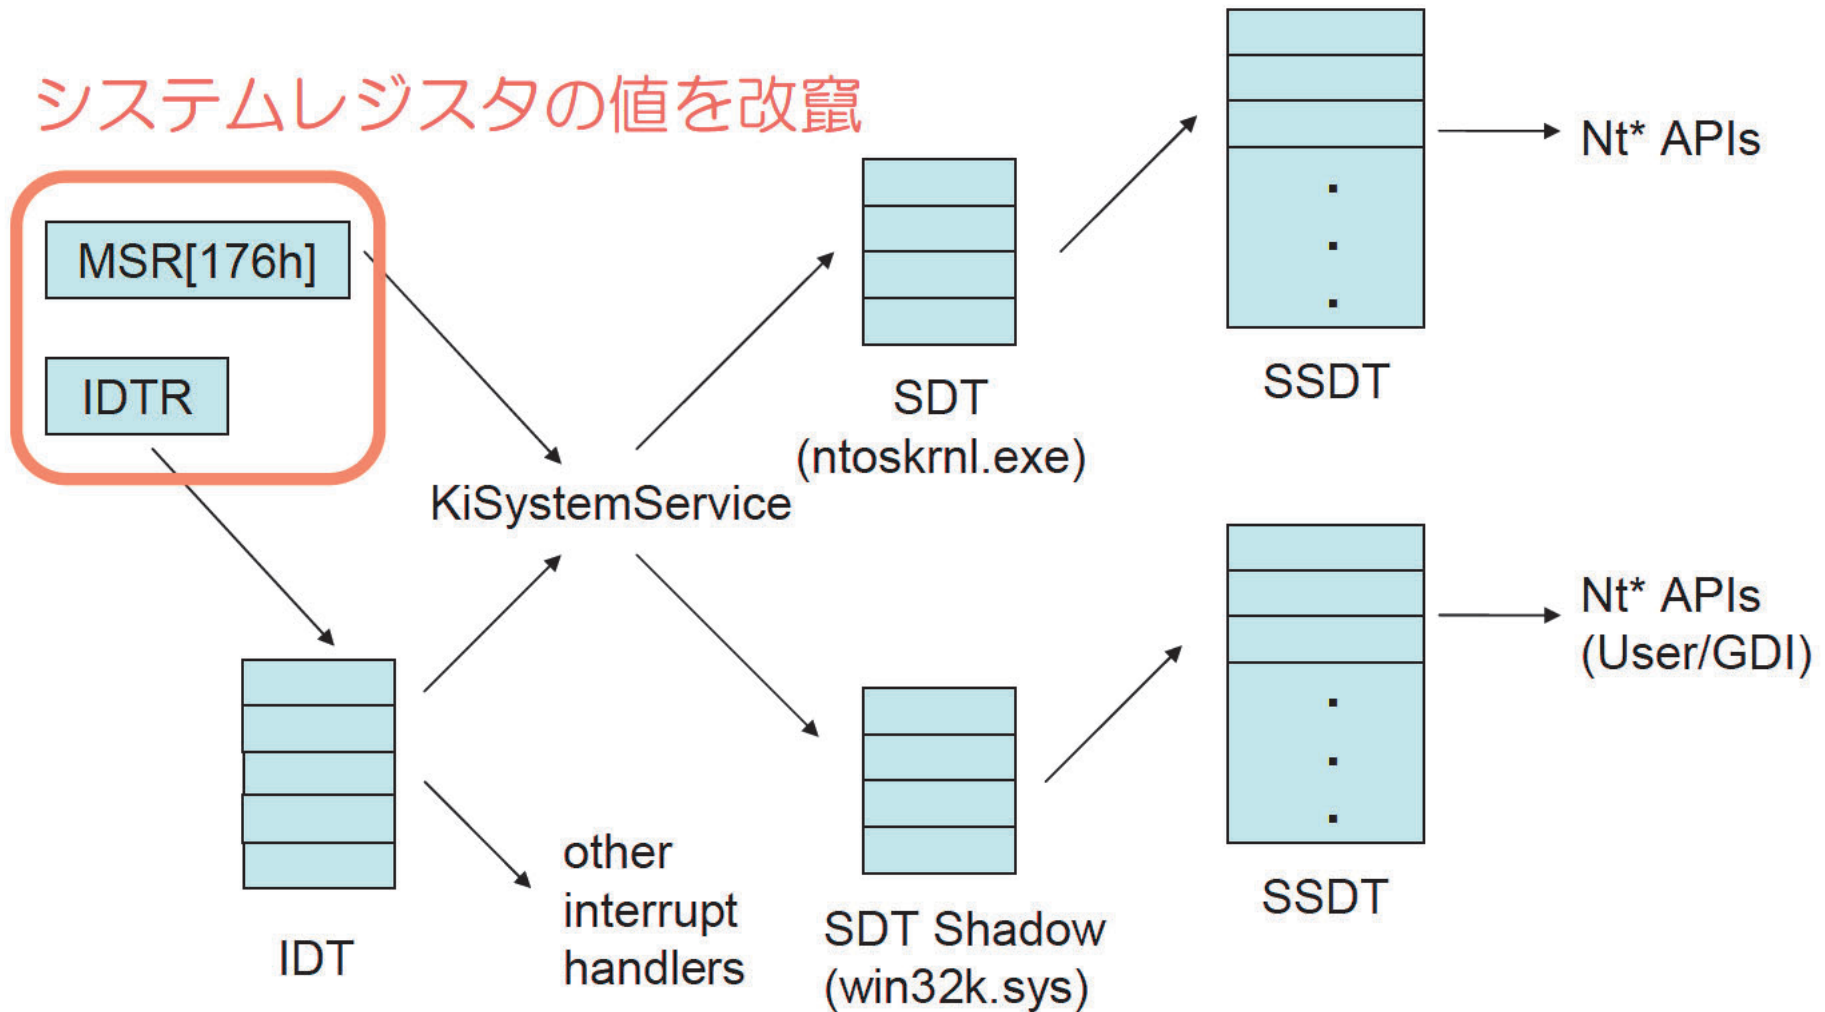 システムレジスタの値を改竄
MSR[176h]
IDTR
KiSystemService
IDT
other
interrupt
handlers
SDT
(ntoskrnl.exe)
SDT Shadow
(win32k.sys)
SSDT
Nt* APIs
SSDT
Nt* APIs
(User/GDI)